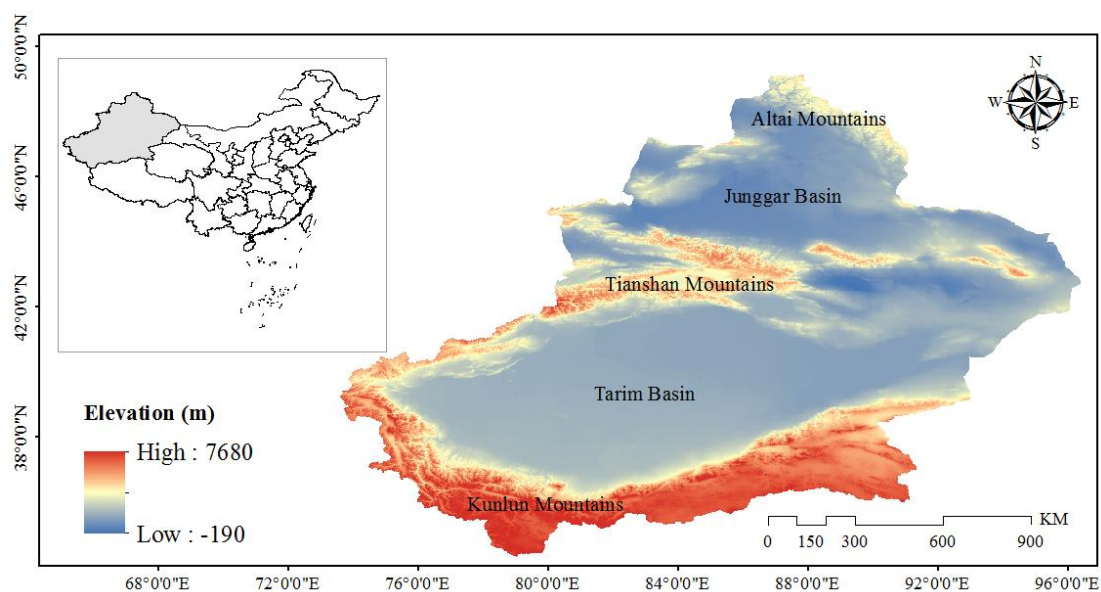 50°0'0"N
46°0'0"N
42°0'0"N
38°0'0"N
N
W
E
S
Altai Mountains
Junggar Basin
Tianshan Mountains
Tarim Basin
Kunlun Mountains
Elevation (m)
High : 7680
Low : -190
KM
0 150 300 600 900
68°0'0"E 72°0'0"E 76°0'0"E 80°0'0"E 84°0'0"E 88°0'0"E 92°0'0"E 96°0'0"E